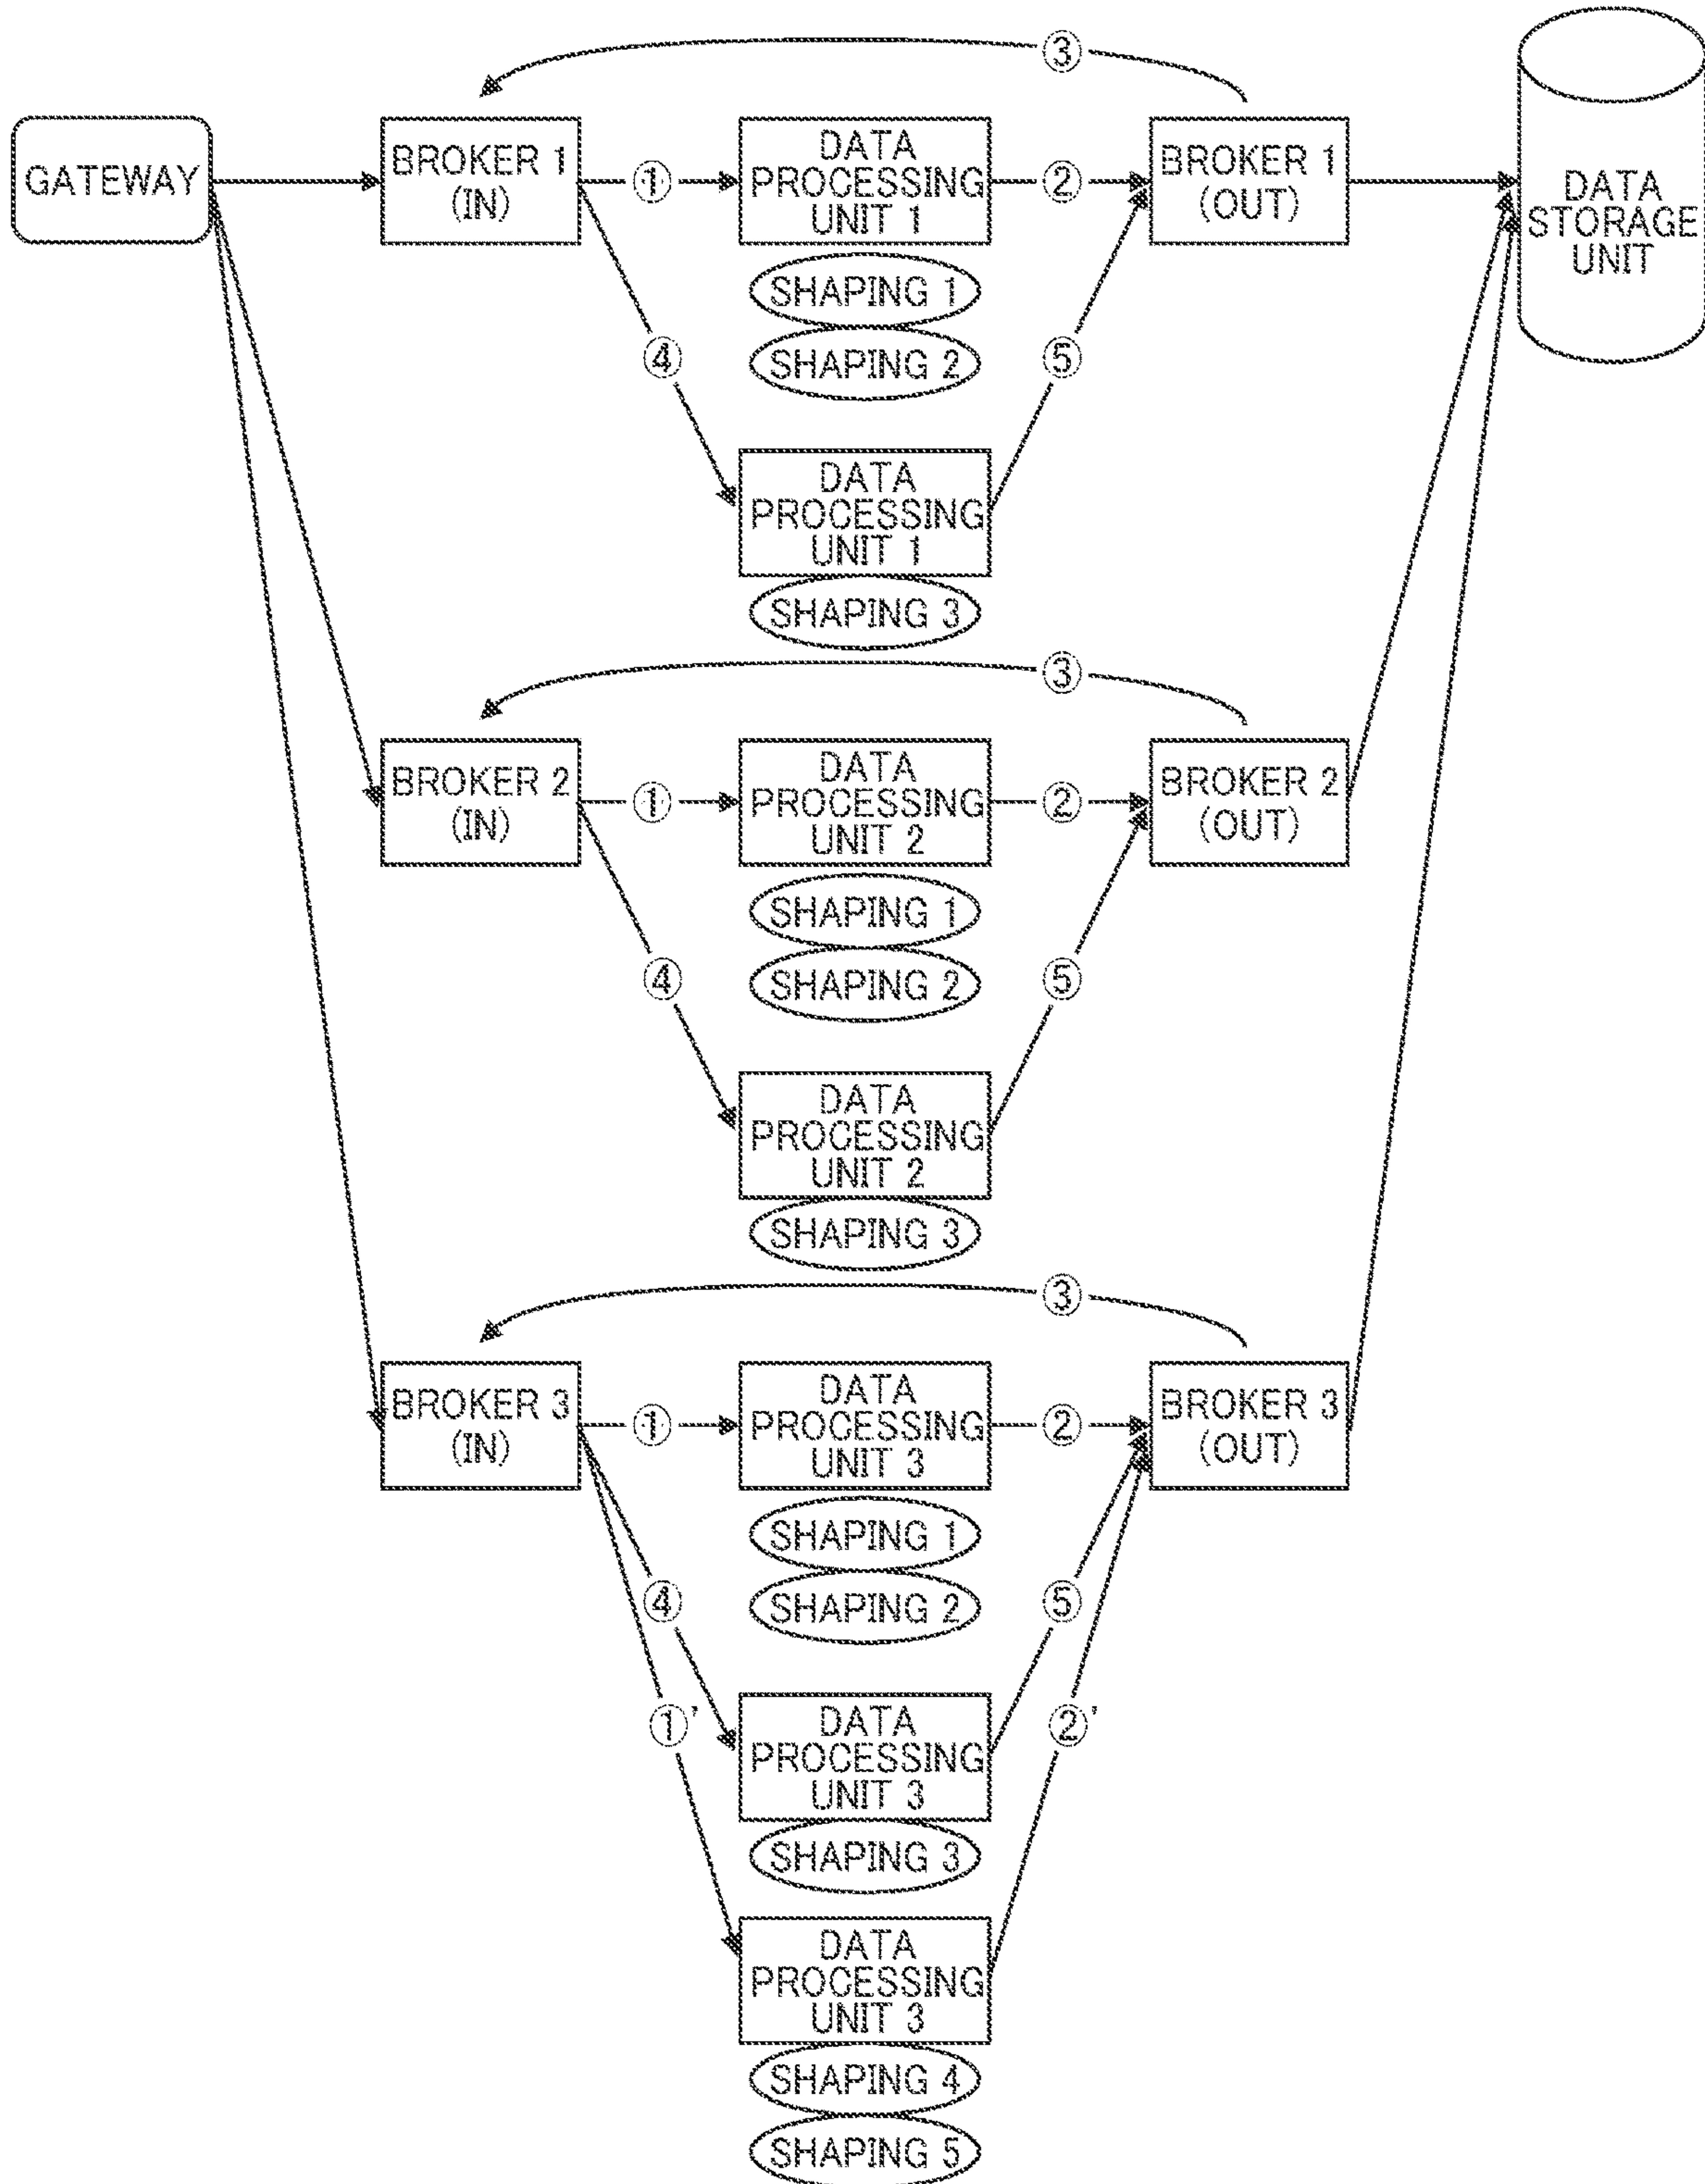 ③
GATEWAY
BROKER 1
(IN)
①
DATA
PROCESSING
UNIT 1
②
BROKER 1
(OUT)
DATA
STORAGE
UNIT
SHAPING 1
SHAPING 2
④
⑤
DATA
PROCESSING
UNIT 1
SHAPING 3
③
BROKER 2
(IN)
①
DATA
PROCESSING
UNIT 2
②
BROKER 2
(OUT)
SHAPING 1
SHAPING 2
④
⑤
DATA
PROCESSING
UNIT 2
SHAPING 3
③
BROKER 3
(IN)
①
DATA
PROCESSING
UNIT 3
②
BROKER 3
(OUT)
SHAPING 1
SHAPING 2
④
⑤
①'
②'
DATA
PROCESSING
UNIT 3
SHAPING 3
DATA
PROCESSING
UNIT 3
SHAPING 4
SHAPING 5